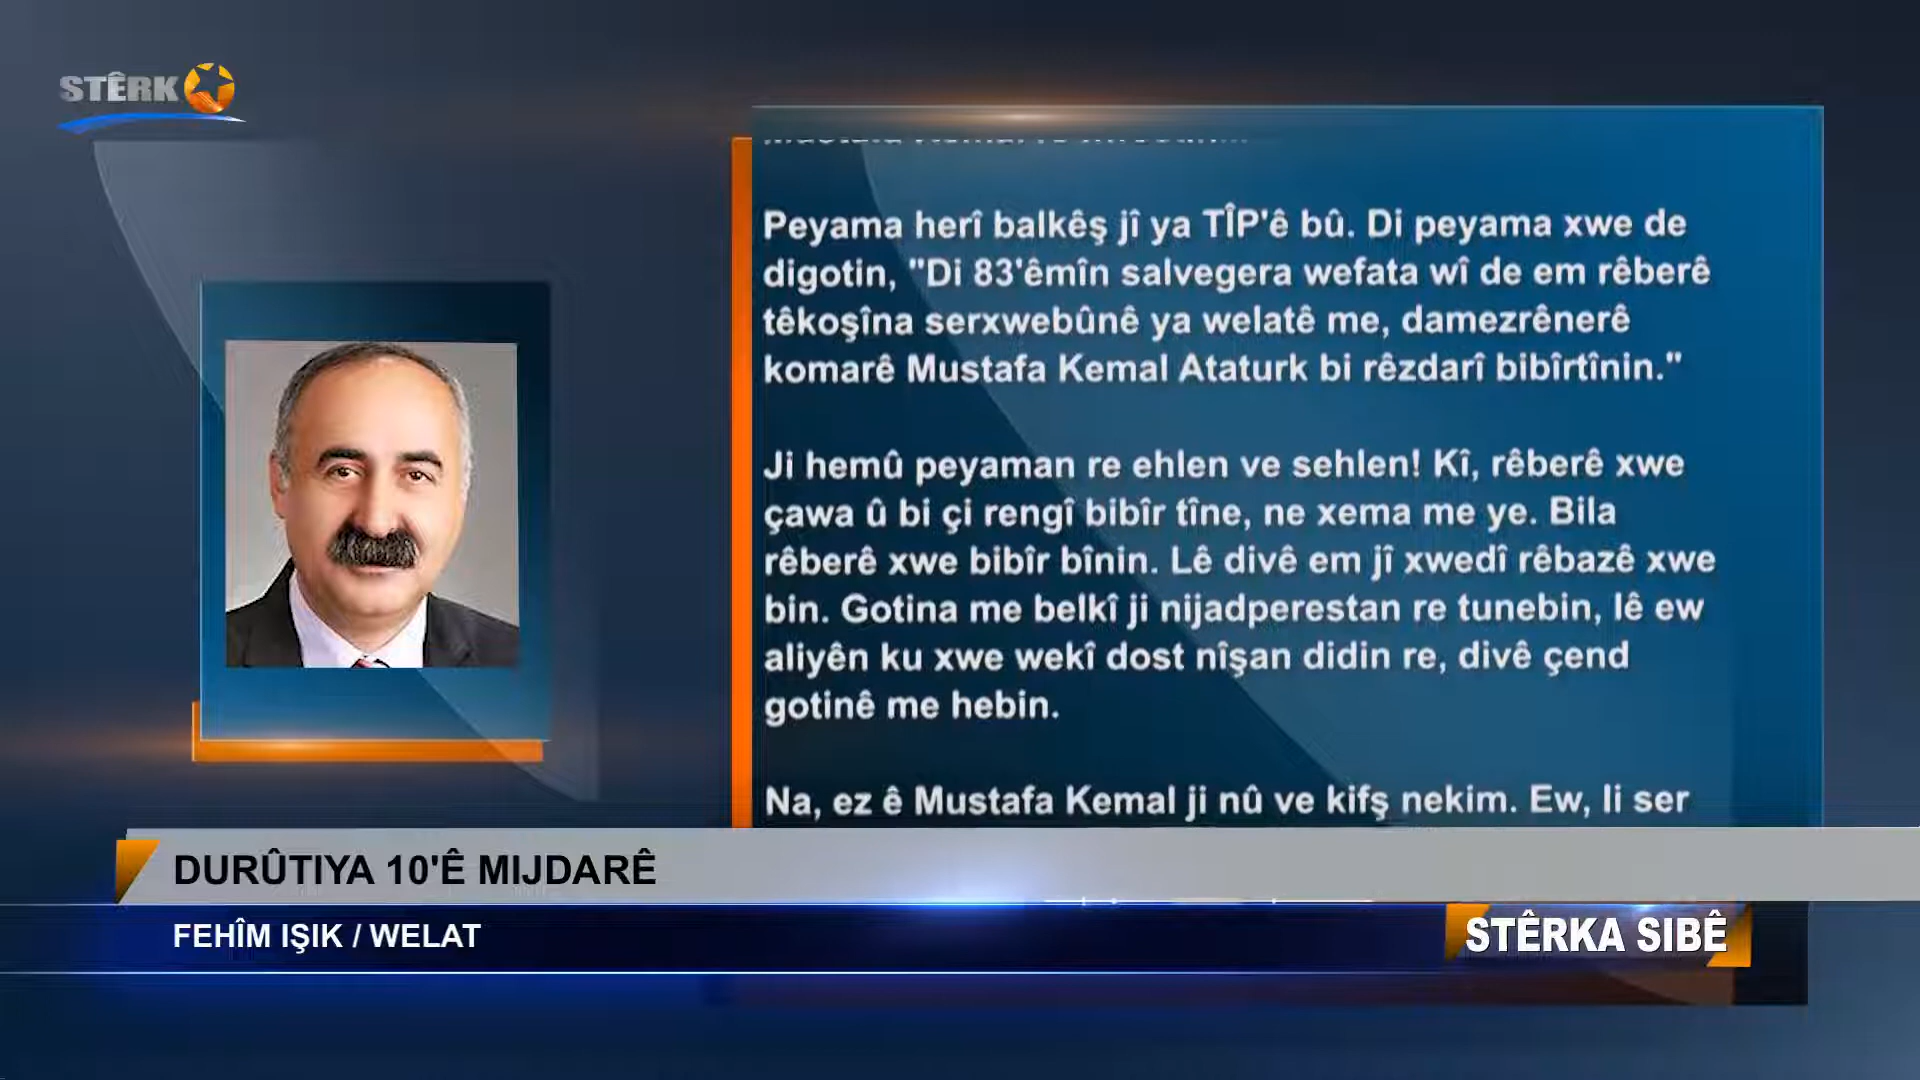 STÊRK
Peyama herî balkêş jî ya TÎP'ê bû. Di peyama xwe de
digotin, "Di 83'êmîn salvegera wefata wî de em rêberê
têkoşîna serxwebûnê ya welatê me, damezrênerê
komarê Mustafa Kemal Ataturk bi rêzdarî bibîrtînin."
Ji hemû peyaman re ehlen ve sehlen! Kî, rêberê xwe
çawa û bi çi rengî bibîr tîne, ne xema me ye. Bila
rêberê xwe bibîr bînin. Lê divê em jî xwedî rêbazê xwe
bin. Gotina me belkî ji nijadperestan re tunebin, lê ew
aliyên ku xwe wekî dost nîşan didin re, divê çend
gotinê me hebin.
Na, ez ê Mustafa Kemal ji nû ve kifş nekim. Ew, li ser
DURÛTIYA 10'Ê MIJDARÊ
FEHÎM IŞIK / WELAT
STÊRKA SIBÊ